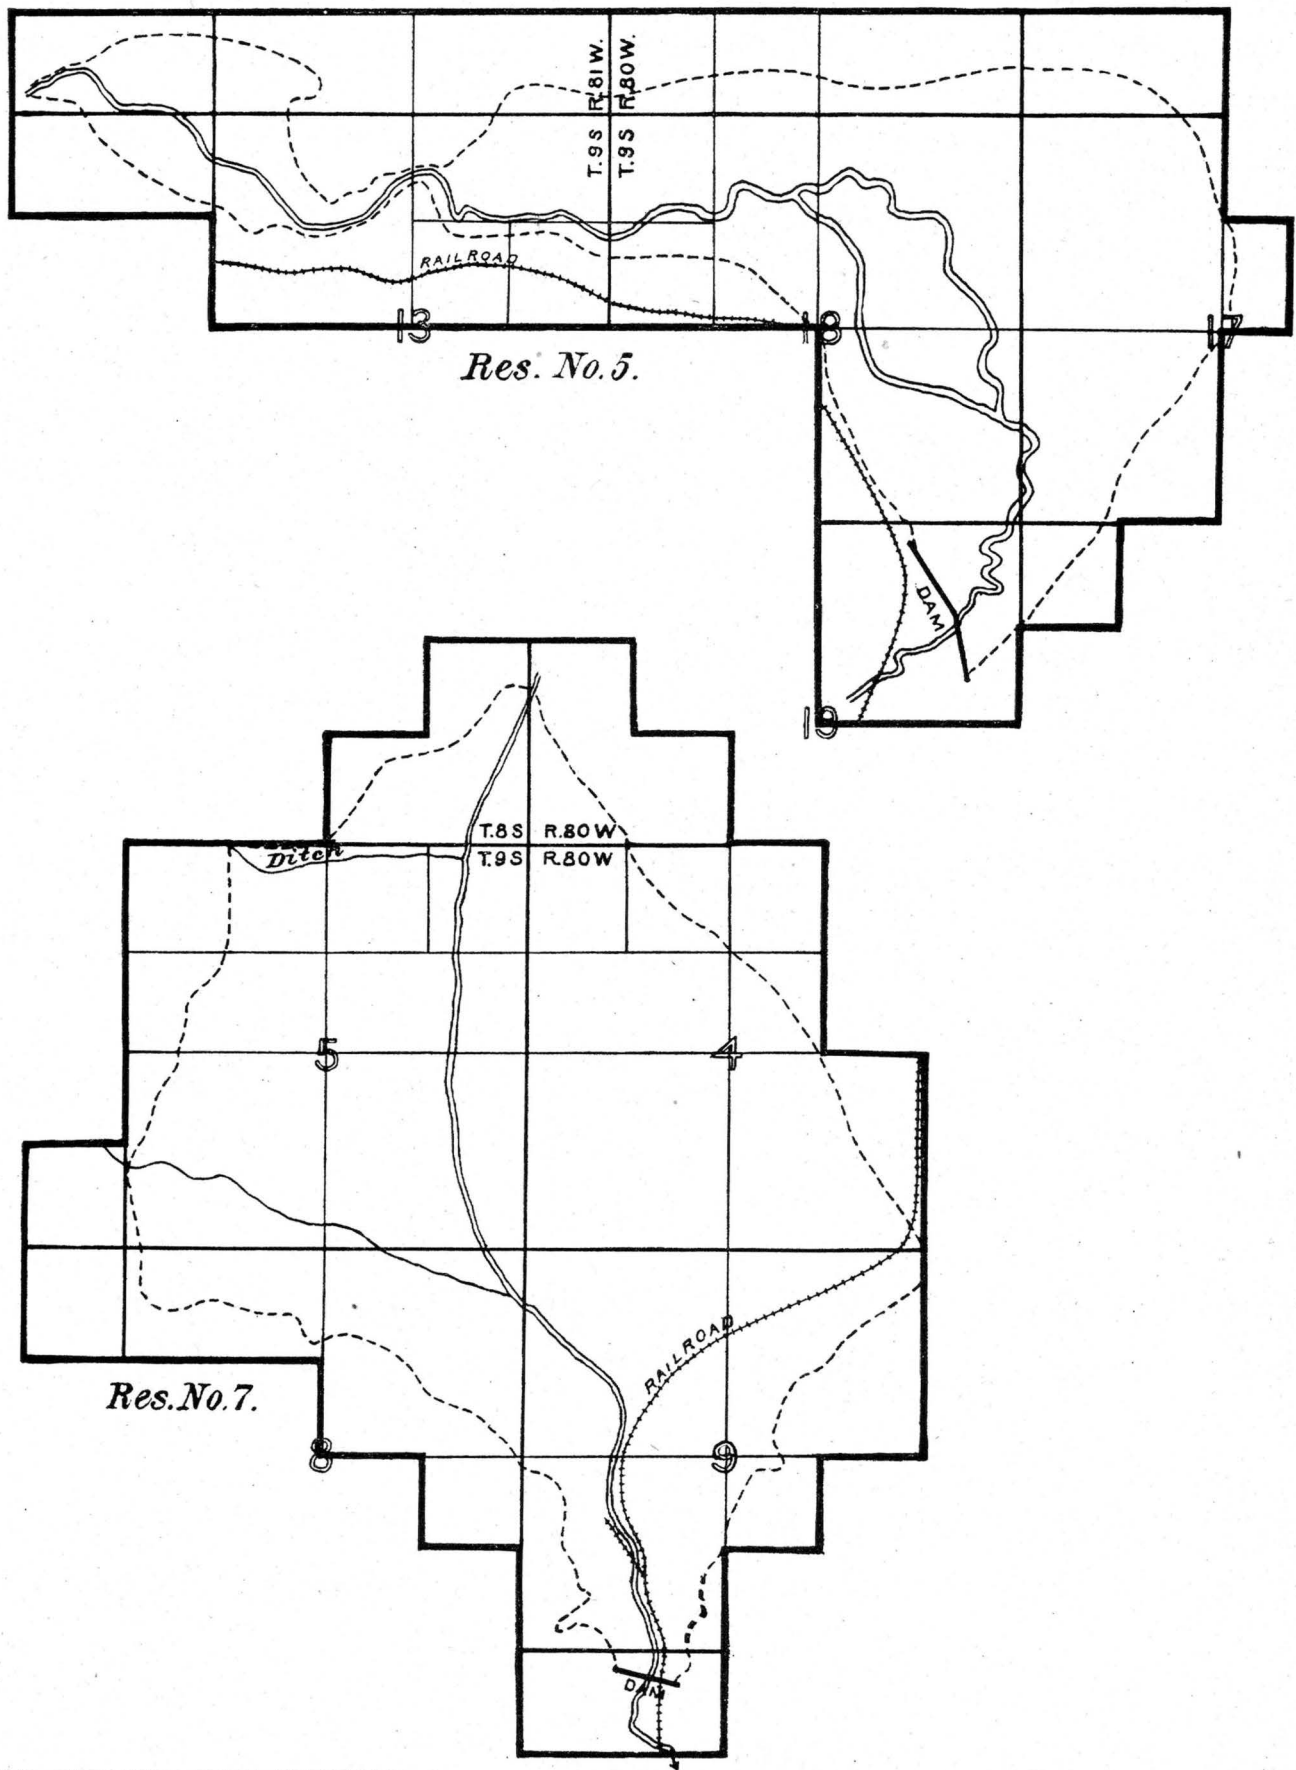 T.9S R.81W.
T.9S R.80W.
RAILROAD
13
18
17
Res. No. 5.
DAM
19
T.8S R.80W
Ditch
T.9S R.80W
5
4
RAILROAD
Res. No. 7.
8
9
DAM